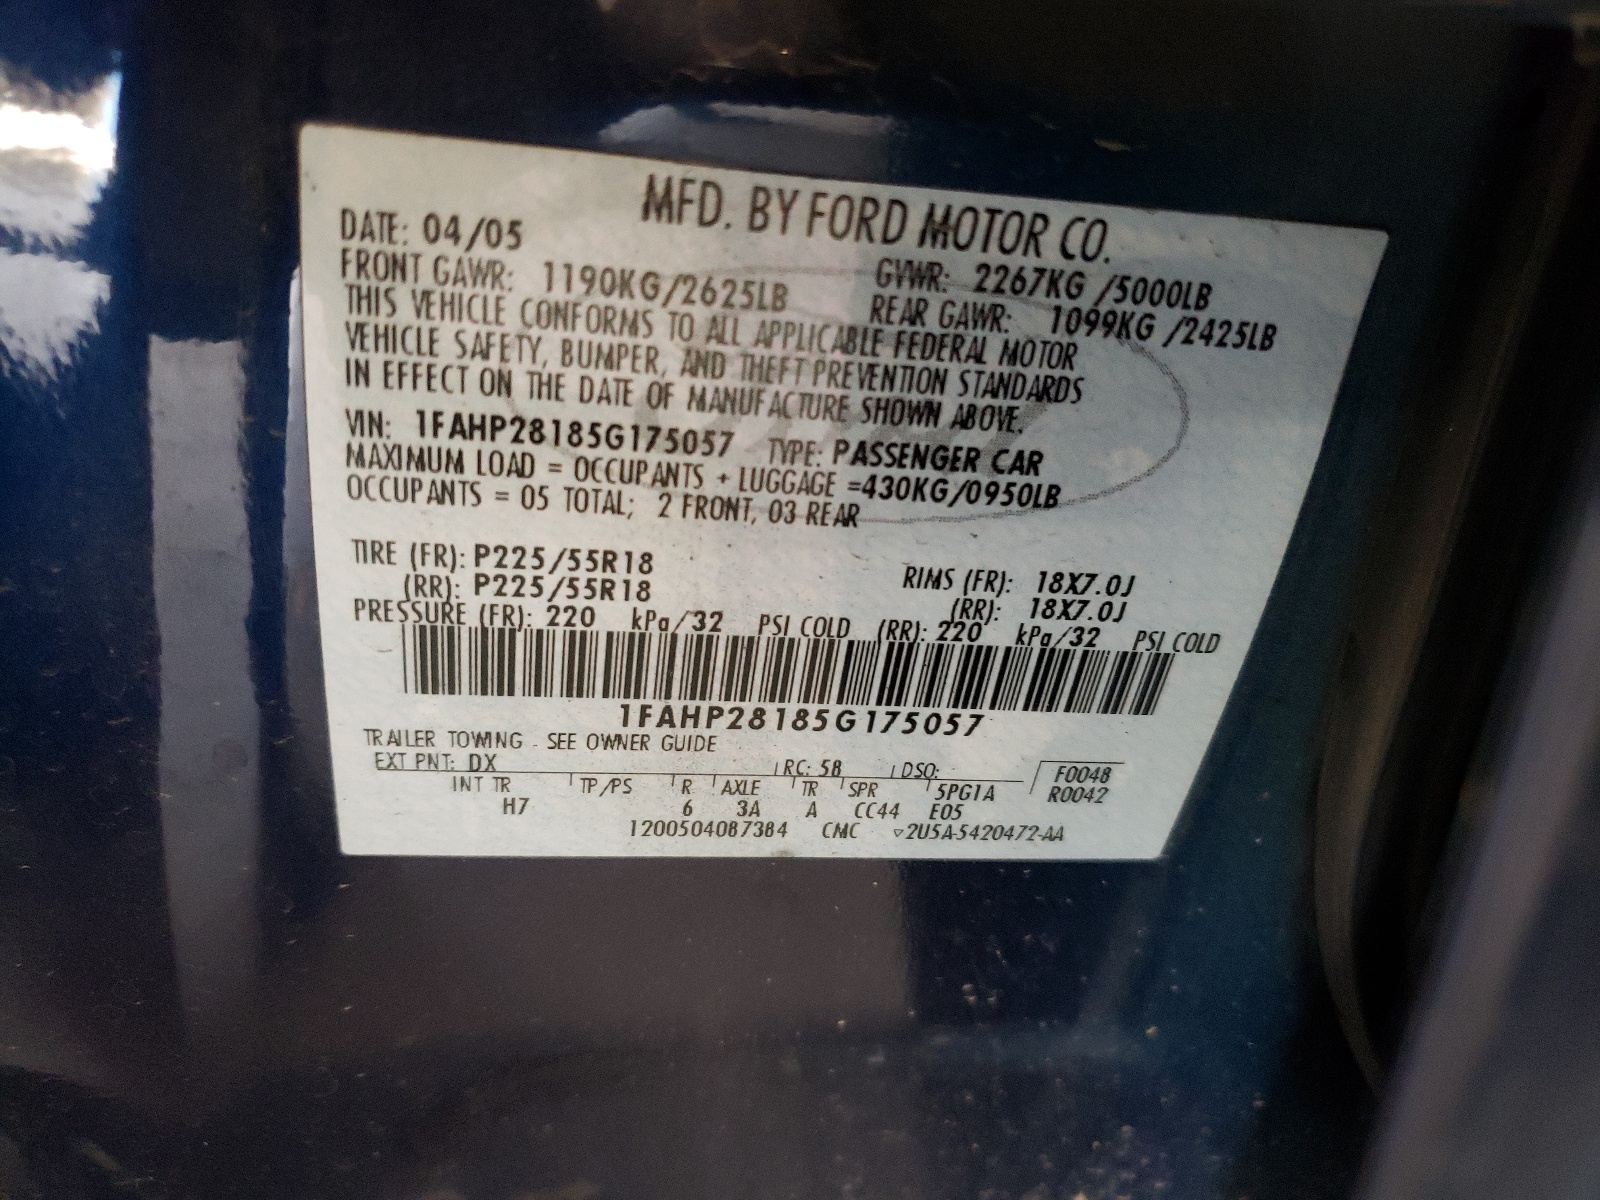 MFD. BY FORD MOTOR CO.
DATE: 04/05 GVWR: 2267KG /5000LB
FRONT GAWR: 1190KG/2625LB REAR GAWR: 1099KG /2425LB
THIS VEHICLE CONFORMS TO ALL APPLICABLE FEDERAL MOTOR
VEHICLE SAFETY, BUMPER, AND THEFT PREVENTION STANDARDS
IN EFFECT ON THE DATE OF MANUFACTURE SHOWN ABOVE.
VIN: 1FAHP28185G175057 TYPE: PASSENGER CAR
MAXIMUM LOAD = OCCUPANTS + LUGGAGE =430KG/0950LB
OCCUPANTS = 05 TOTAL; 2 FRONT, 03 REAR
TIRE (FR): P225/55R18 RIMS (FR): 18X7.0J
(RR): P225/55R18 (RR): 18X7.0J
PRESSURE (FR): 220 kPa/32 PSI COLD (RR): 220 kPa/32 PSI COLD
1FAHP28185G175057
TRAILER TOWING - SEE OWNER GUIDE
EXT PNT: DX RC: 58 DSO: F0048
INT TR TP/PS R AXLE TR SPR 5PG1A R0042
H7 6 3A A CC44 E05
1200504087384 CMC ▽2U5A-5420472-AA